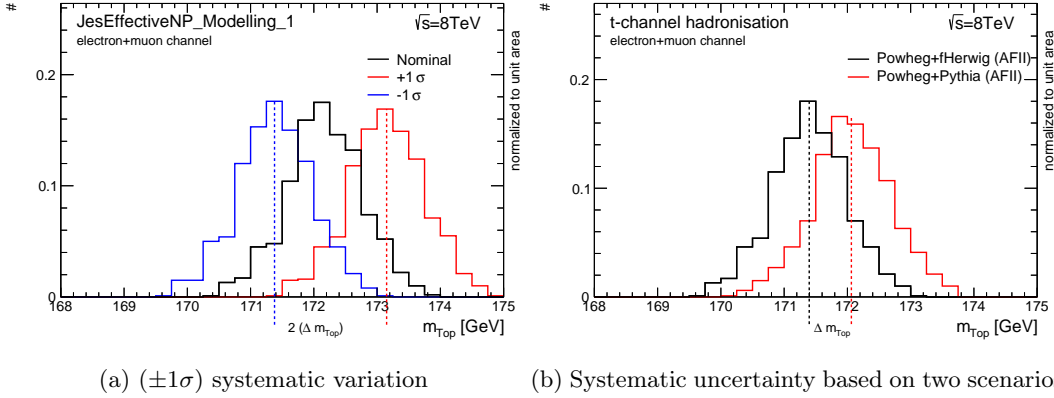 #
JesEffectiveNP_Modelling_1
√s=8TeV
electron+muon channel
Nominal
+1 σ
-1 σ
normalized to unit area
0.2
0.1
0
168 169 170 171 172 173 174 175
2 (Δ m_Top)
m_Top [GeV]
(a) (±1σ) systematic variation
#
t-channel hadronisation
√s=8TeV
electron+muon channel
Powheg+fHerwig (AFII)
Powheg+Pythia (AFII)
normalized to unit area
0.2
0.1
0
168 169 170 171 172 173 174 175
Δ m_Top
m_Top [GeV]
(b) Systematic uncertainty based on two scenario